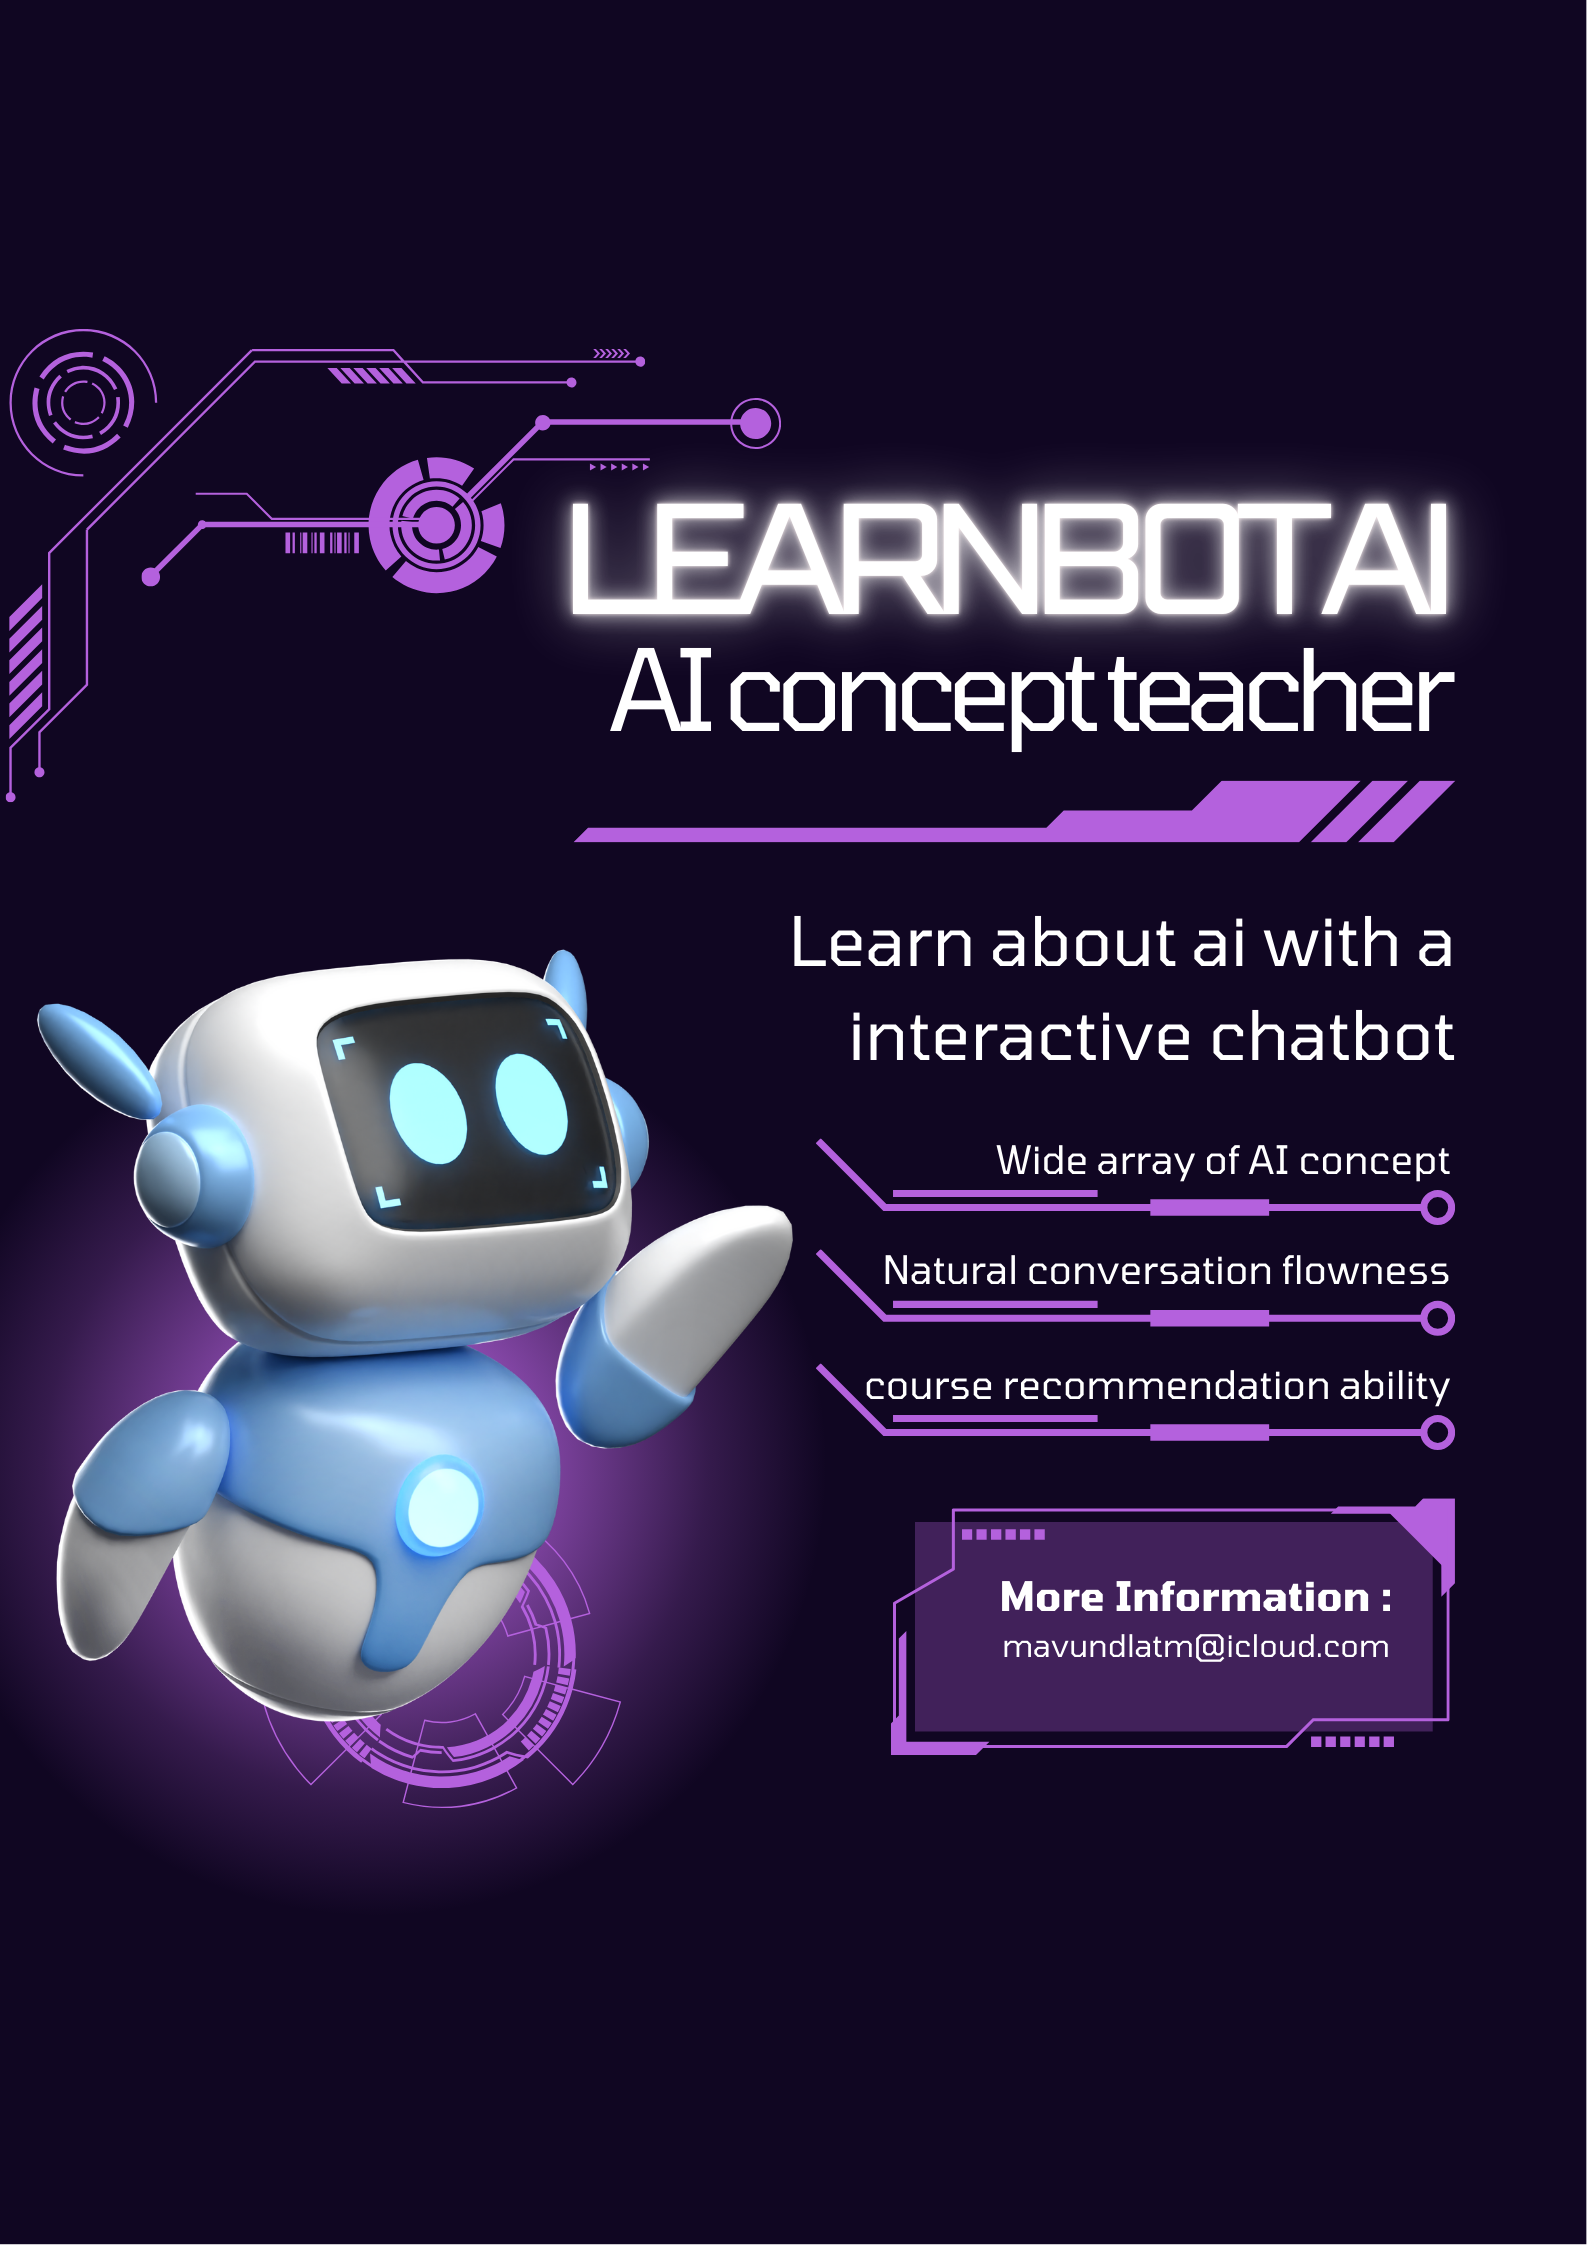 LEARNBOT AI
AI concept teacher
Learn about ai with a
interactive chatbot
Wide array of AI concept
Natural conversation flowness
course recommendation ability
More Information :
mavundlatm@icloud.com